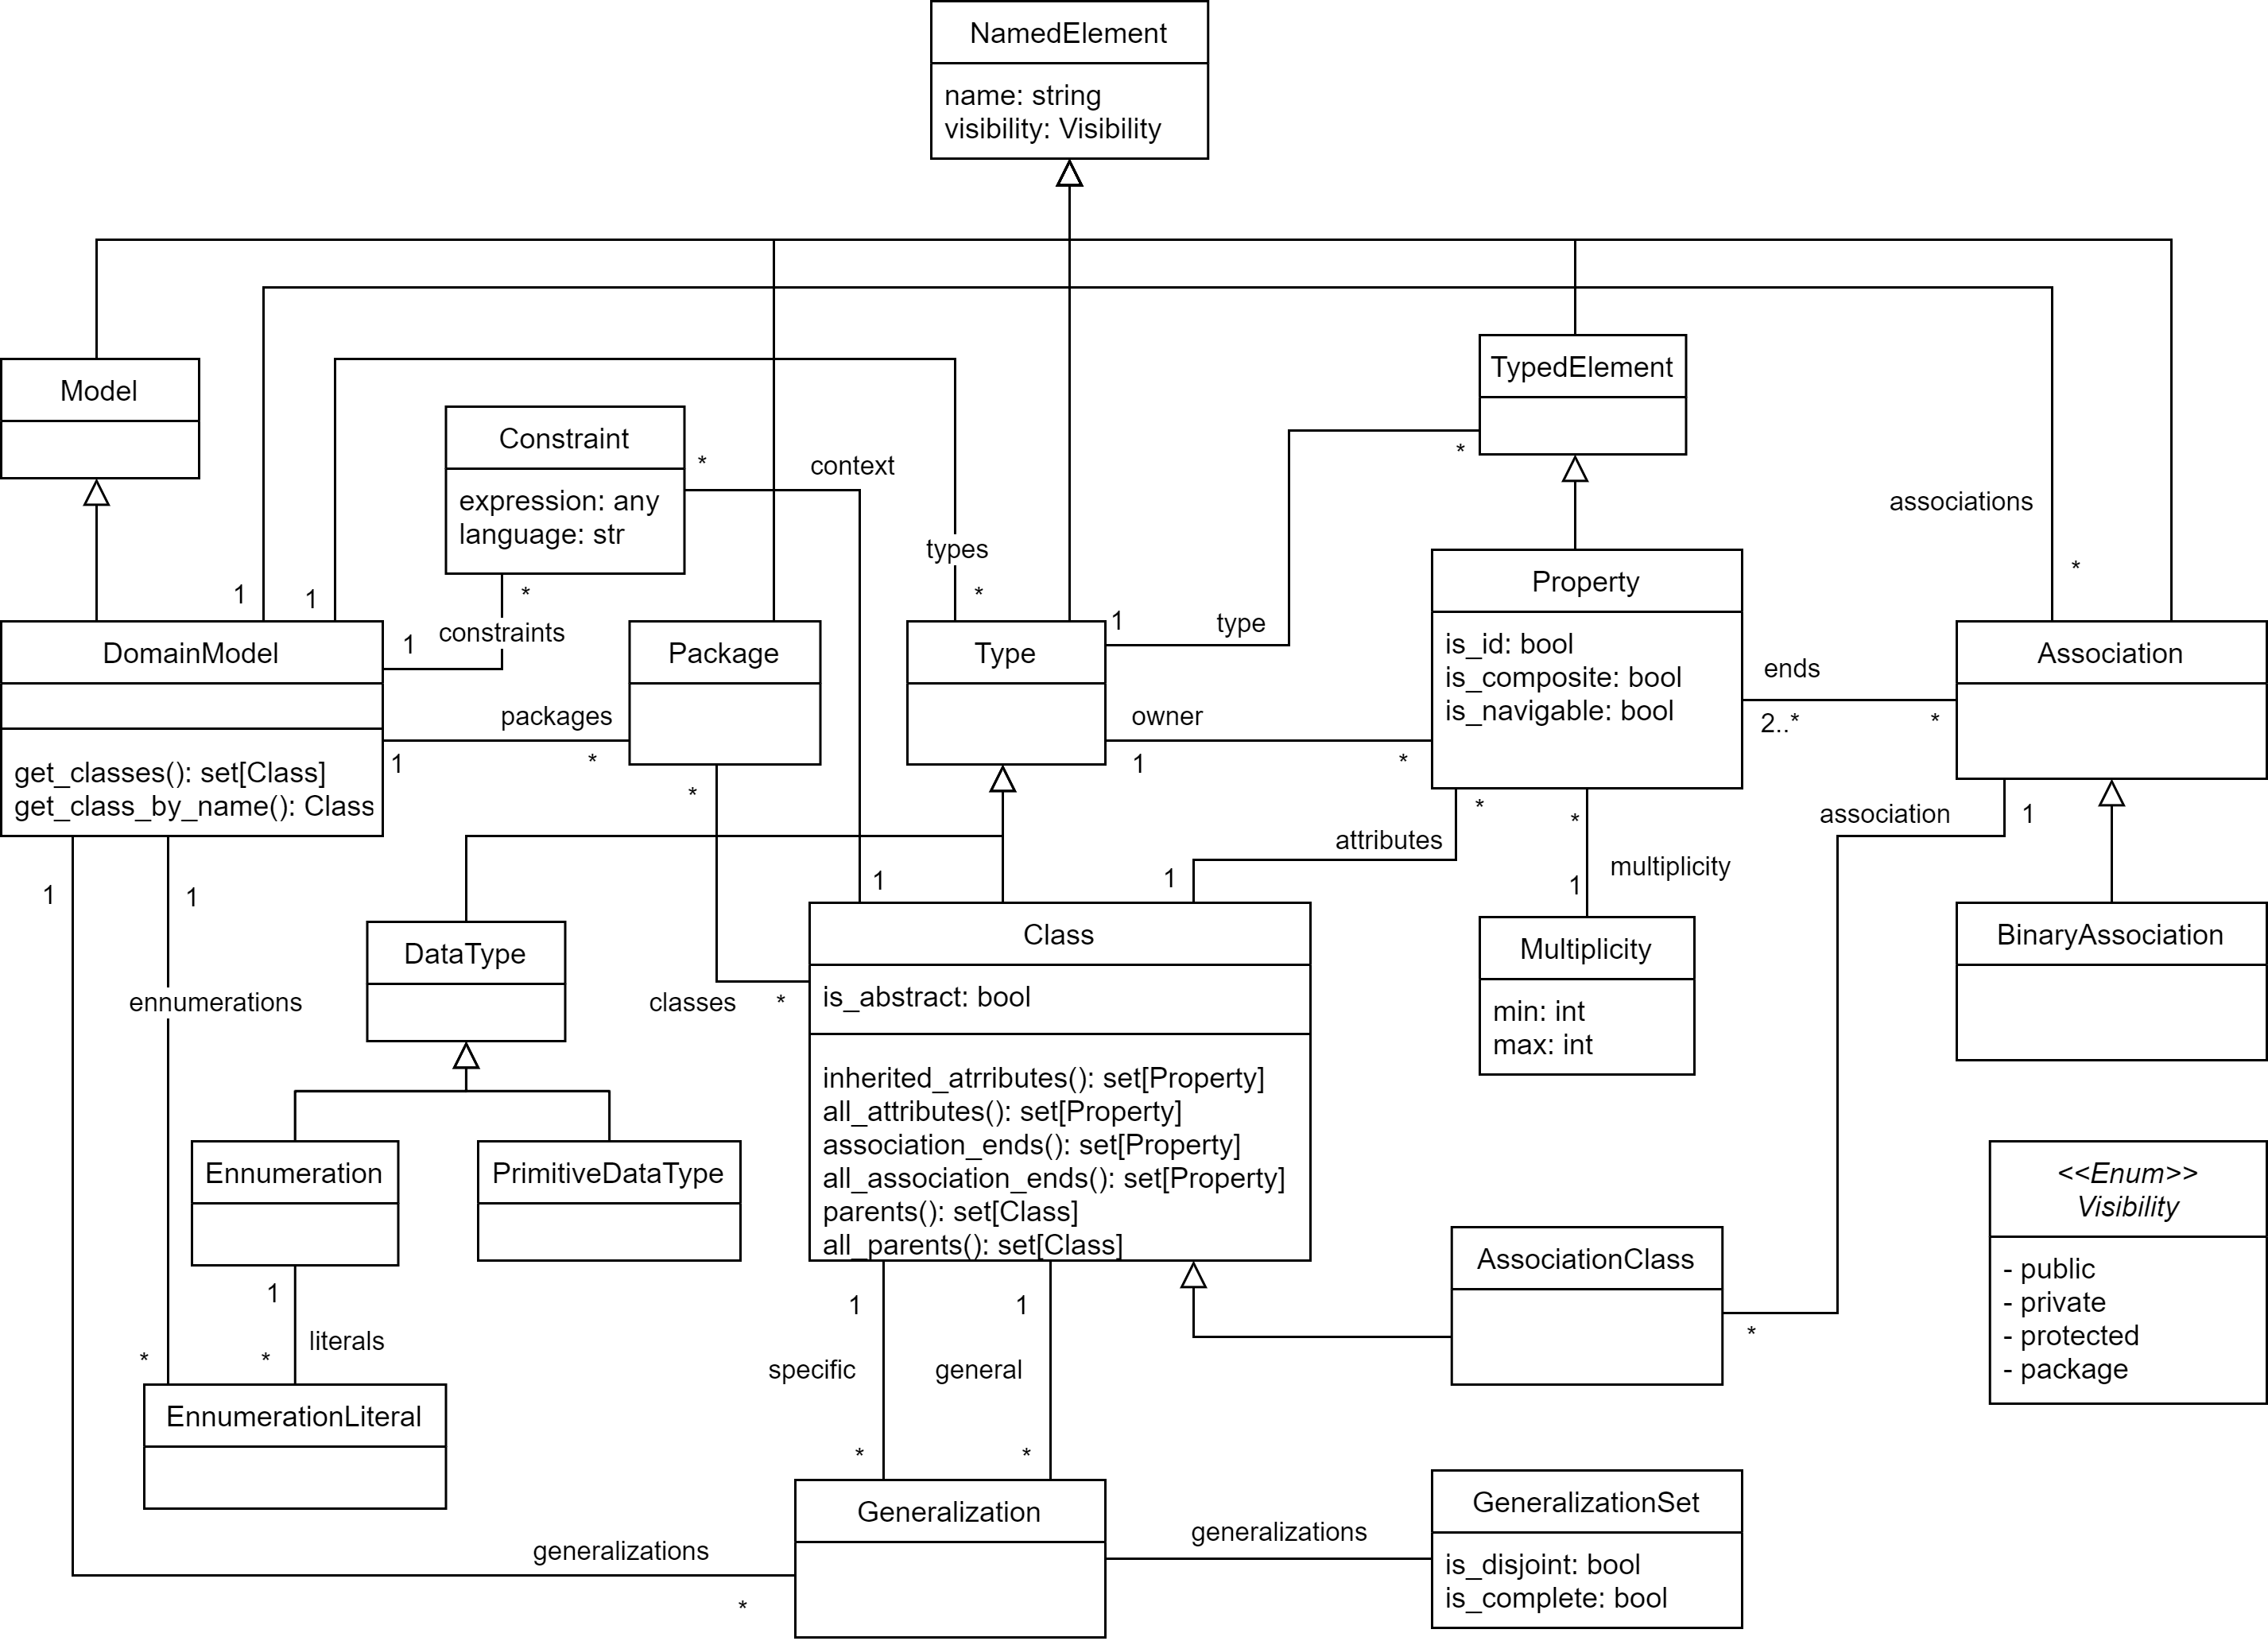 NamedElement
name: string
visibility: Visibility
Model
TypedElement
Constraint
expression: any
language: str
*
context
*
associations
types
*
Property
is_id: bool
is_composite: bool
is_navigable: bool
1
1
*
*
1
type
constraints
1
DomainModel
get_classes(): set[Class]
get_class_by_name(): Class
Package
Type
Association
ends
2..*
*
packages
1
*
owner
1
*
*
*
attributes
*
multiplicity
1
association
1
1
1
1
1
DataType
Class
is_abstract: bool
inherited_atrributes(): set[Property]
all_attributes(): set[Property]
association_ends(): set[Property]
all_association_ends(): set[Property]
parents(): set[Class]
all_parents(): set[Class]
Multiplicity
min: int
max: int
BinaryAssociation
ennumerations
classes
*
Ennumeration
PrimitiveDataType
<<Enum>>
Visibility
- public
- private
- protected
- package
AssociationClass
*
1
literals
*
*
1
1
specific
general
*
*
EnnumerationLiteral
Generalization
generalizations
*
generalizations
GeneralizationSet
is_disjoint: bool
is_complete: bool